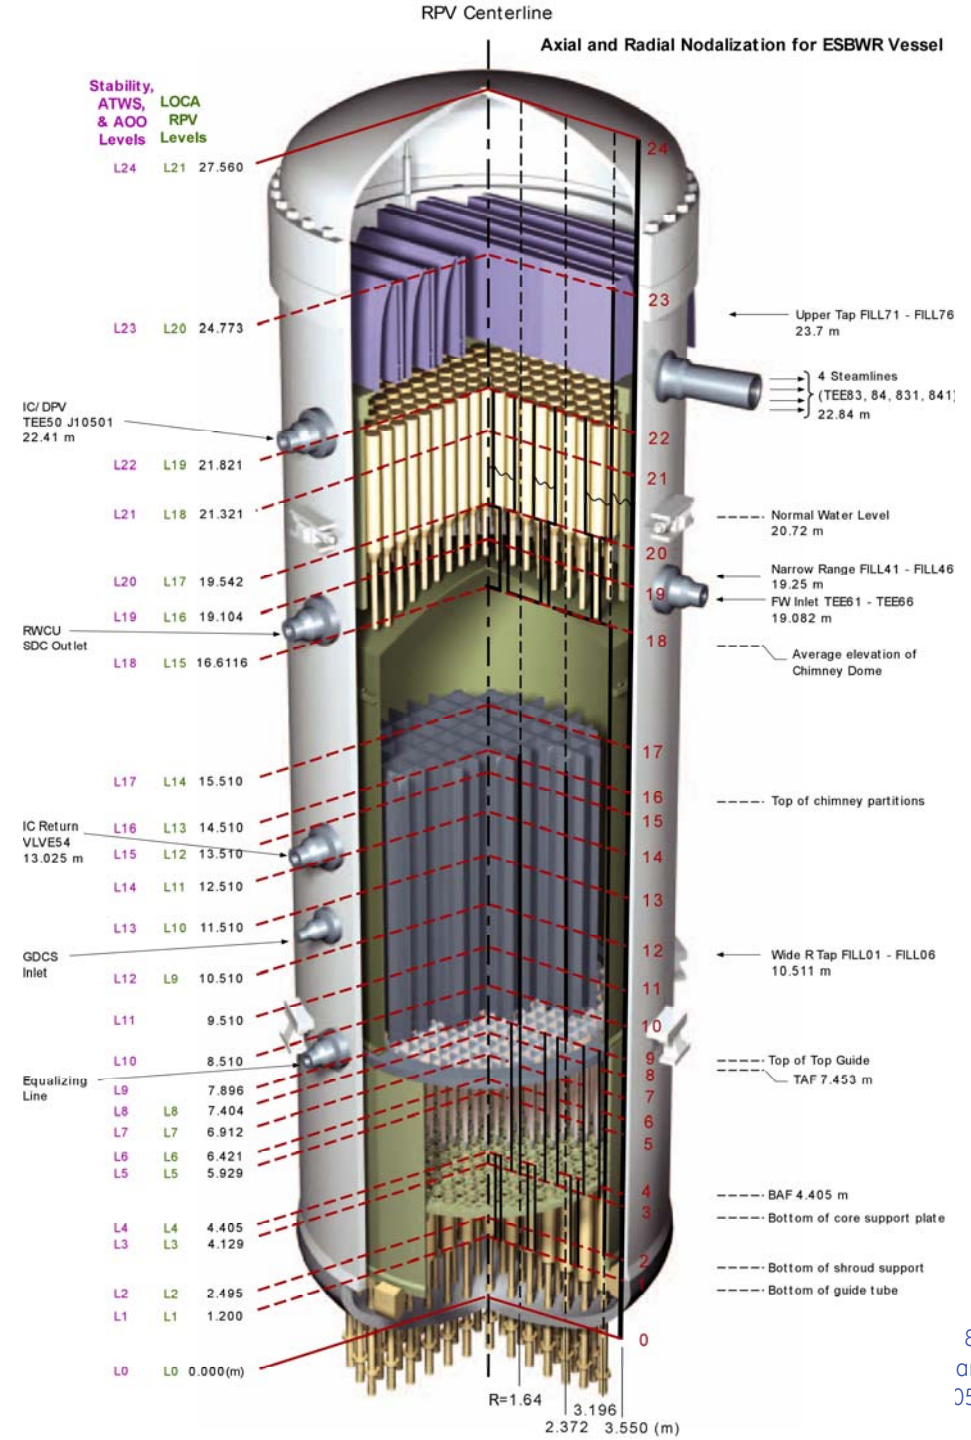 RPV Centerline
Axial and Radial Nodalization for ESBWR Vessel
Stability,
ATWS,
& AOO
Levels
LOCA
RPV
Levels
L24 L21 27.560
L23 L20 24.773
IC/DPV
TEE50 J10501
22.41 m
L22 L19 21.821
L21 L18 21.321
L20 L17 19.542
L19 L16 19.104
RWCU
SDC Outlet
L18 L15 16.6116
L17 L14 15.510
IC Return
VLVE54
13.025 m
L16 L13 14.510
L15 L12 13.510
L14 L11 12.510
L13 L10 11.510
GDCS
Inlet
L12 L9 10.510
L11 9.510
L10 8.510
Equalizing
Line
L9 7.896
L8 L8 7.404
L7 L7 6.912
L6 L6 6.421
L5 L5 5.929
L4 L4 4.405
L3 L3 4.129
L2 L2 2.495
L1 L1 1.200
L0 L0 0.000(m)
24
23
22
21
20
19
18
17
16
15
14
13
12
11
10
9
8
7
6
5
4
3
2
1
0
Upper Tap FILL71 - FILL76
23.7 m
4 Steamlines
(TEE83, 84, 831, 841)
22.84 m
Normal Water Level
20.72 m
Narrow Range FILL41 - FILL46
19.25 m
FW Inlet TEE61 - TEE66
19.082 m
Average elevation of
Chimney Dome
Top of chimney partitions
Wide R Tap FILL01 - FILL06
10.511 m
Top of Top Guide
TAF 7.453 m
BAF 4.405 m
Bottom of core support plate
Bottom of shroud support
Bottom of guide tube
R=1.64
2.372
3.196
3.550 (m)